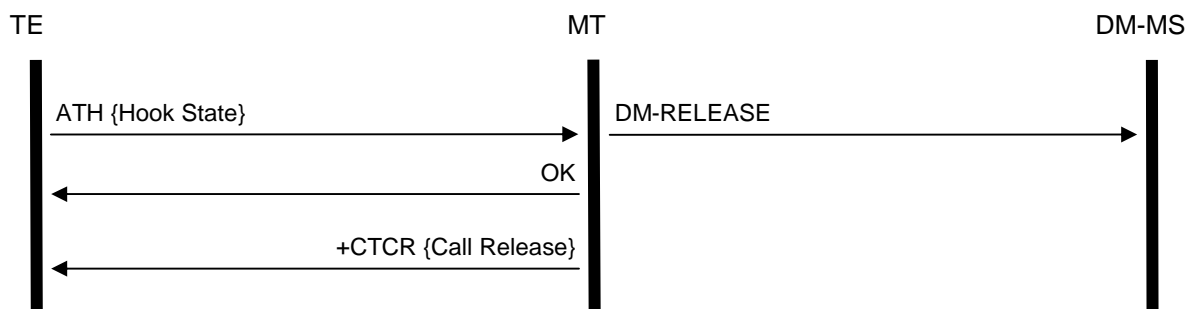 TE MT DM-MS
ATH {Hook State} DM-RELEASE
OK
+CTCR {Call Release}